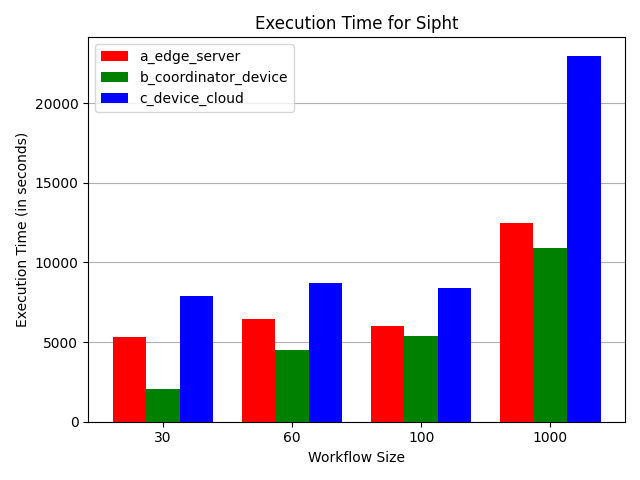 Execution Time for Sipht
a_edge_server
b_coordinator_device
c_device_cloud
Execution Time (in seconds)
20000
15000
10000
5000
0
30 60 100 1000
Workflow Size